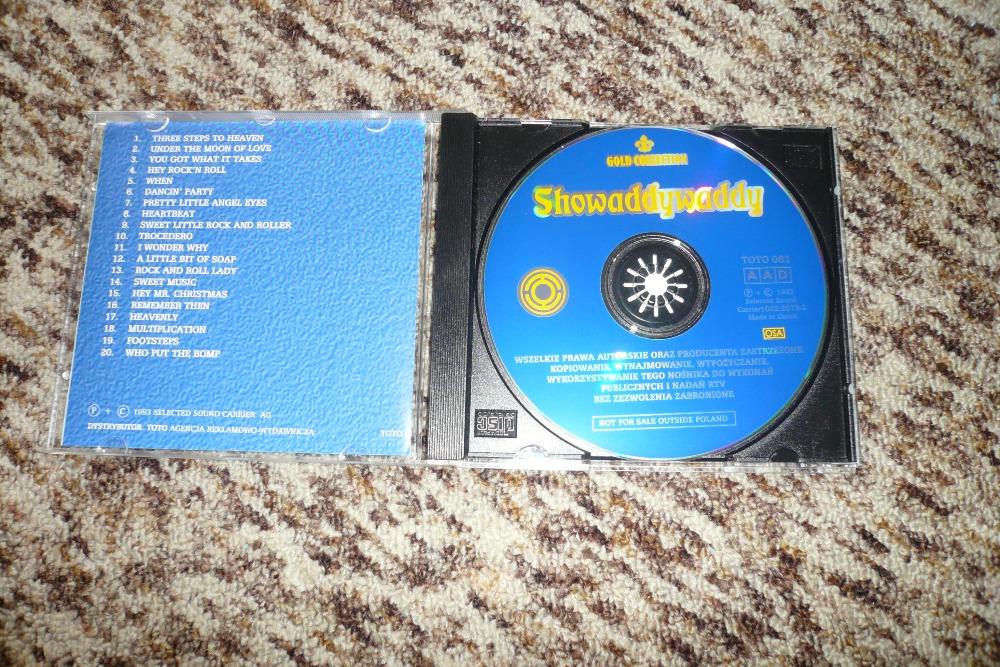 1. THREE STEPS TO HEAVEN
2. UNDER THE MOON OF LOVE
3. YOU GOT WHAT IT TAKES
4. HEY ROCK'N ROLL
5. WHEN
6. DANCIN' PARTY
7. PRETTY LITTLE ANGEL EYES
8. HEARTBEAT
9. SWEET LITTLE ROCK AND ROLLER
10. TROCEDERO
11. I WONDER WHY
12. A LITTLE BIT OF SOAP
13. ROCK AND ROLL LADY
14. SWEET MUSIC
15. HEY MR. CHRISTMAS
16. REMEMBER THEN
17. HEAVENLY
18. MULTIPLICATION
19. FOOTSTEPS
20. WHO PUT THE BOMP
Ⓟ + © 1993 SELECTED SOUND CARRIER AG
DYSTRYBUTOR: TOTO AGENCJA REKLAMOWO-WYDAWNICZA TOTO
GOLD COLLECTION
Showaddywaddy
TOTO 081
AAD
Ⓟ + © 1993
Selected Sound
Made in
OSA
WSZELKIE PRAWA AUTORSKIE ORAZ PRODUCENTA ZASTRZEŻONE.
KOPIOWANIE, WYNAJMOWANIE, WYPOŻYCZANIE,
WYKORZYSTYWANIE TEGO NOŚNIKA DO WYKONAŃ
PUBLICZNYCH I NADAŃ RTV
BEZ ZEZWOLENIA ZABRONIONE
NOT FOR SALE OUTSIDE POLAND